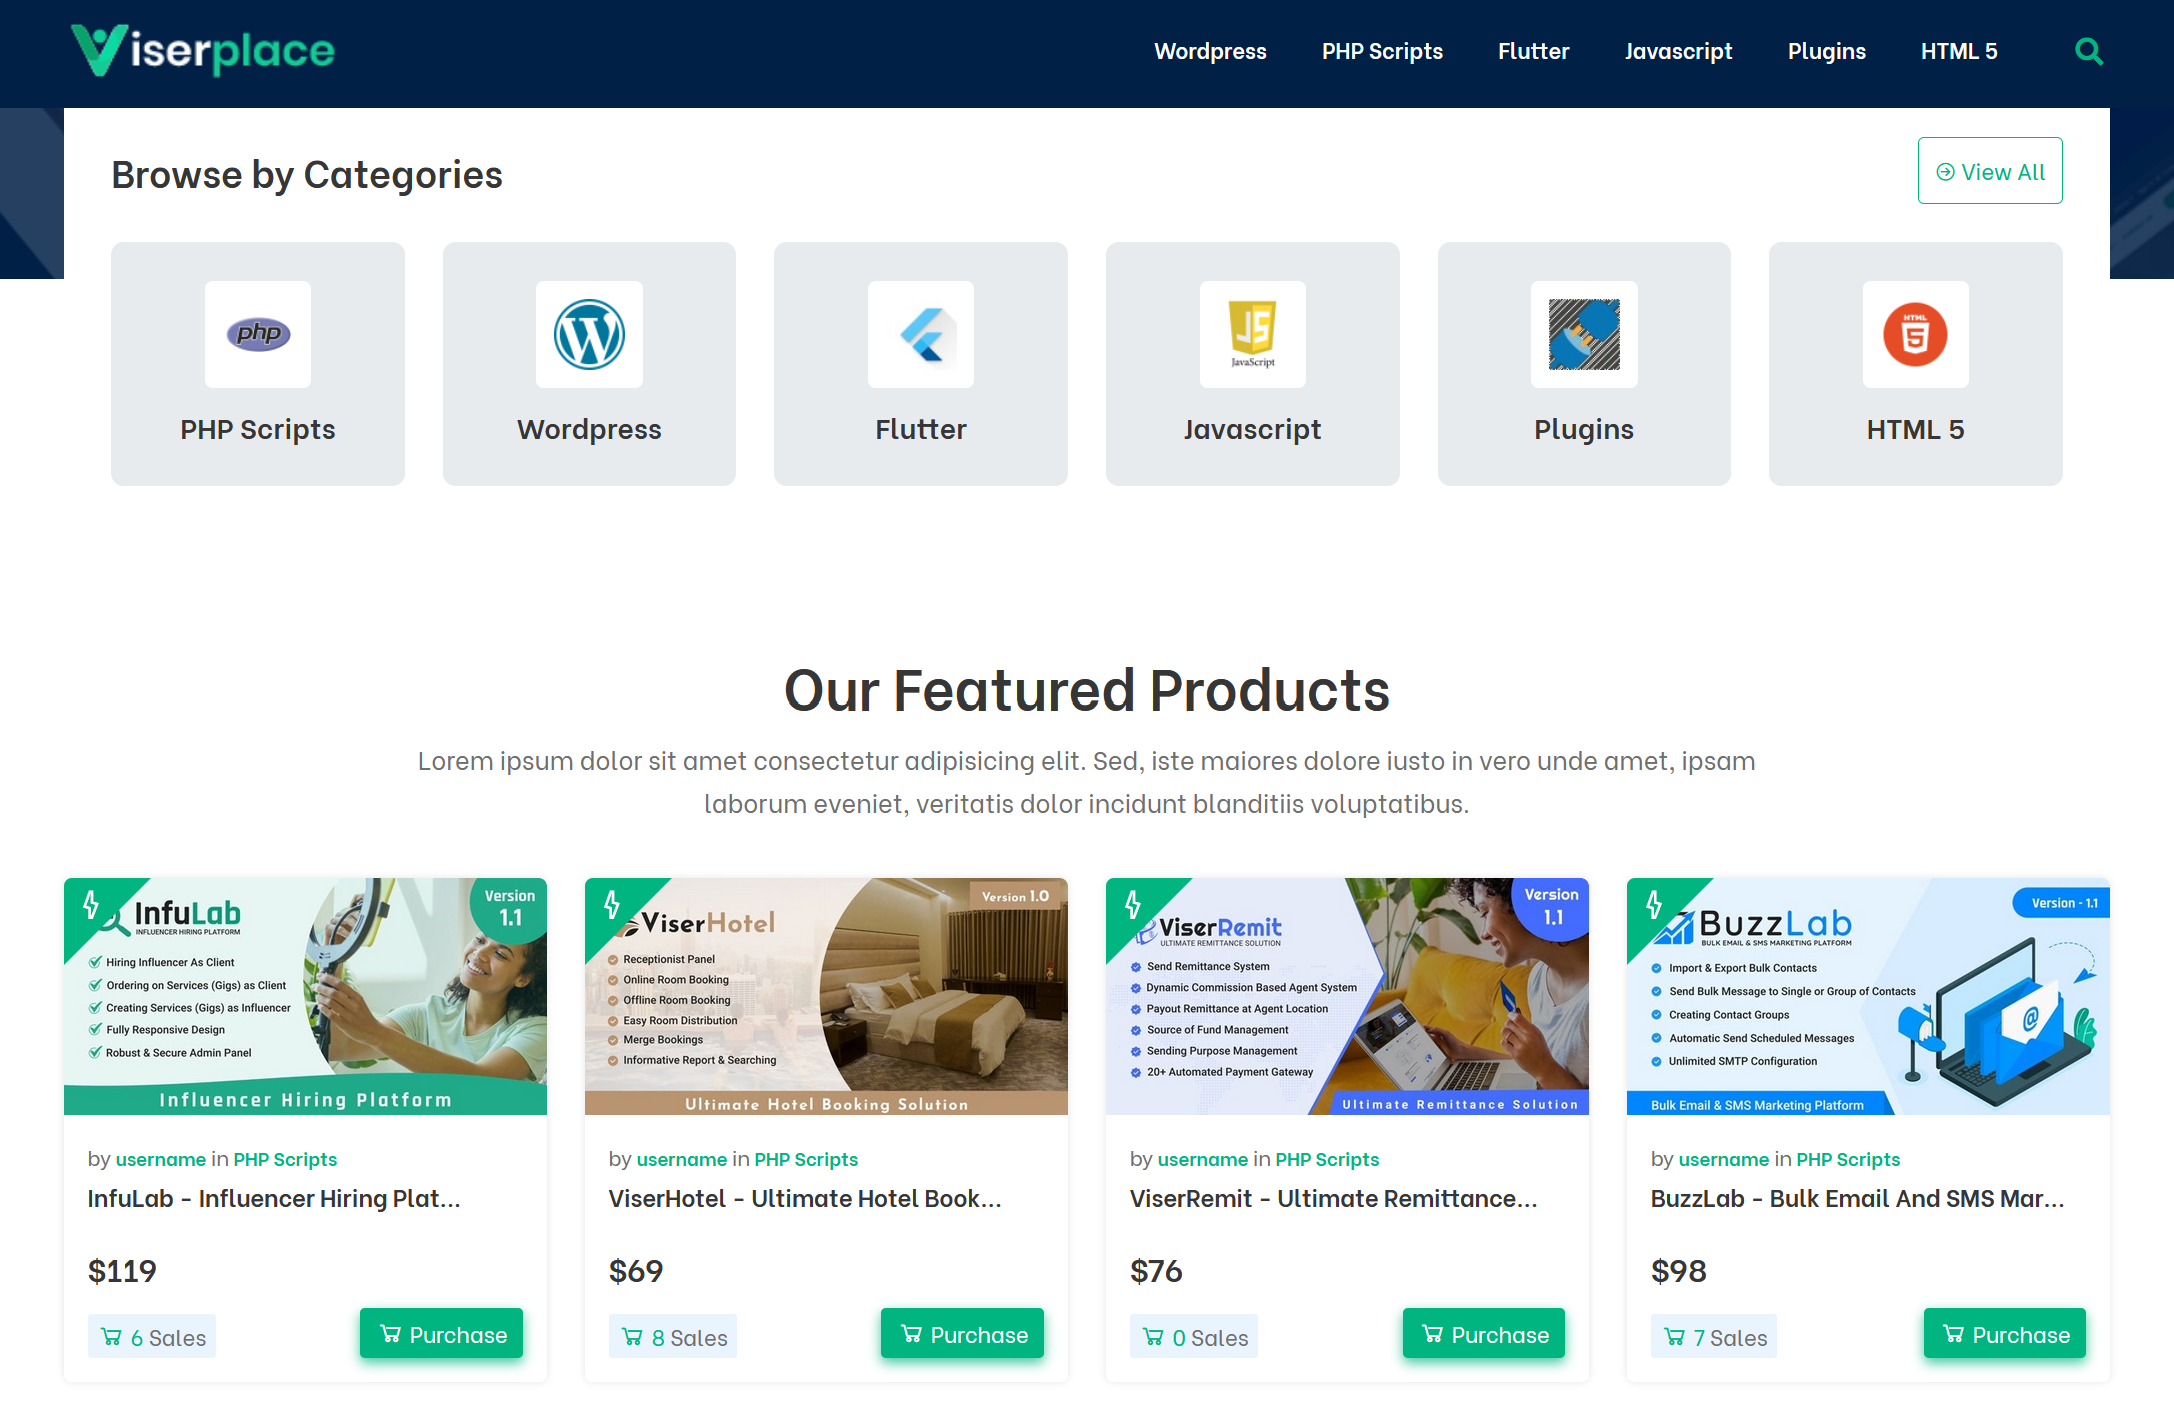 Viserplace
Wordpress PHP Scripts Flutter Javascript Plugins HTML 5
Browse by Categories
View All
php
PHP Scripts
W
Wordpress
Flutter
JS
JavaScript
Javascript
Plugins
HTML
5
HTML 5
Our Featured Products
Lorem ipsum dolor sit amet consectetur adipisicing elit. Sed, iste maiores dolore iusto in vero unde amet, ipsam
laborum eveniet, veritatis dolor incidunt blanditiis voluptatibus.
InfuLab
INFLUENCER HIRING PLATFORM
Version
1.1
Hiring Influencer As Client
Ordering on Services (Gigs) as Client
Creating Services (Gigs) as Influencer
Fully Responsive Design
Robust & Secure Admin Panel
Influencer Hiring Platform
by username in PHP Scripts
InfuLab - Influencer Hiring Plat...
$119
6 Sales
Purchase
ViserHotel
Version 1.0
Receptionist Panel
Online Room Booking
Offline Room Booking
Easy Room Distribution
Merge Bookings
Informative Report & Searching
Ultimate Hotel Booking Solution
by username in PHP Scripts
ViserHotel - Ultimate Hotel Book...
$69
8 Sales
Purchase
ViserRemit
ULTIMATE REMITTANCE SOLUTION
Version
1.1
Send Remittance System
Dynamic Commission Based Agent System
Payout Remittance at Agent Location
Source of Fund Management
Sending Purpose Management
20+ Automated Payment Gateway
Ultimate Remittance Solution
by username in PHP Scripts
ViserRemit - Ultimate Remittance...
$76
0 Sales
Purchase
BuzzLab
BULK EMAIL & SMS MARKETING PLATFORM
Version - 1.1
Import & Export Bulk Contacts
Send Bulk Message to Single or Group of Contacts
Creating Contact Groups
Automatic Send Scheduled Messages
Unlimited SMTP Configuration
@
Bulk Email & SMS Marketing Platform
by username in PHP Scripts
BuzzLab - Bulk Email And SMS Mar...
$98
7 Sales
Purchase